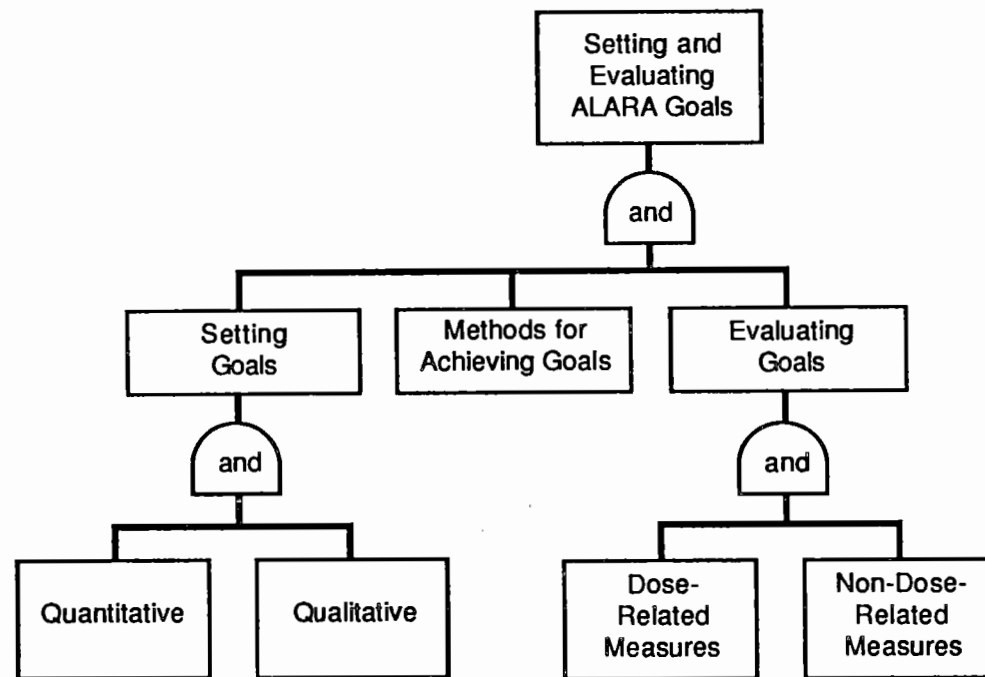 Setting and
Evaluating
ALARA Goals
and
Setting
Goals
Methods for
Achieving Goals
Evaluating
Goals
and
and
Quantitative
Qualitative
Dose-
Related
Measures
Non-Dose-
Related
Measures